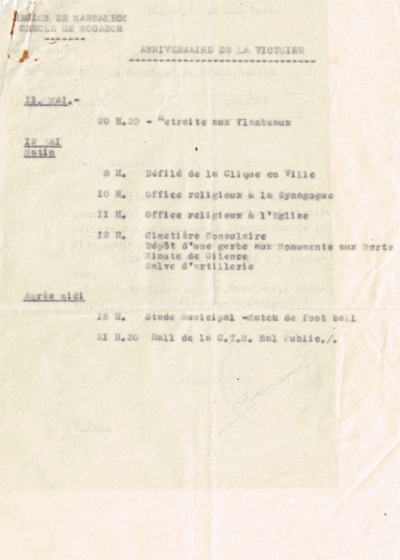 REGION DE MARRAKECH
CERCLE DE MOGADOR
-------
ANNIVERSAIRE DE LA VICTOIRE
11 MAI.-
20 H.30 - Retraite aux flambeaux
12 MAI
Matin
8 H. Défilé de la Clique en Ville
10 H. Office religieux à la Synagogue
11 H. Office religieux à l'Eglise
12 H. Cimetière Consulaire
Dépôt d'une gerbe aux Monuments aux Morts
Minute de Silence
Salve d'artillerie
Après midi
15 H. Stade Municipal -Match de foot ball
21 H.30 Hall de la C.T.M. Bal Public./.